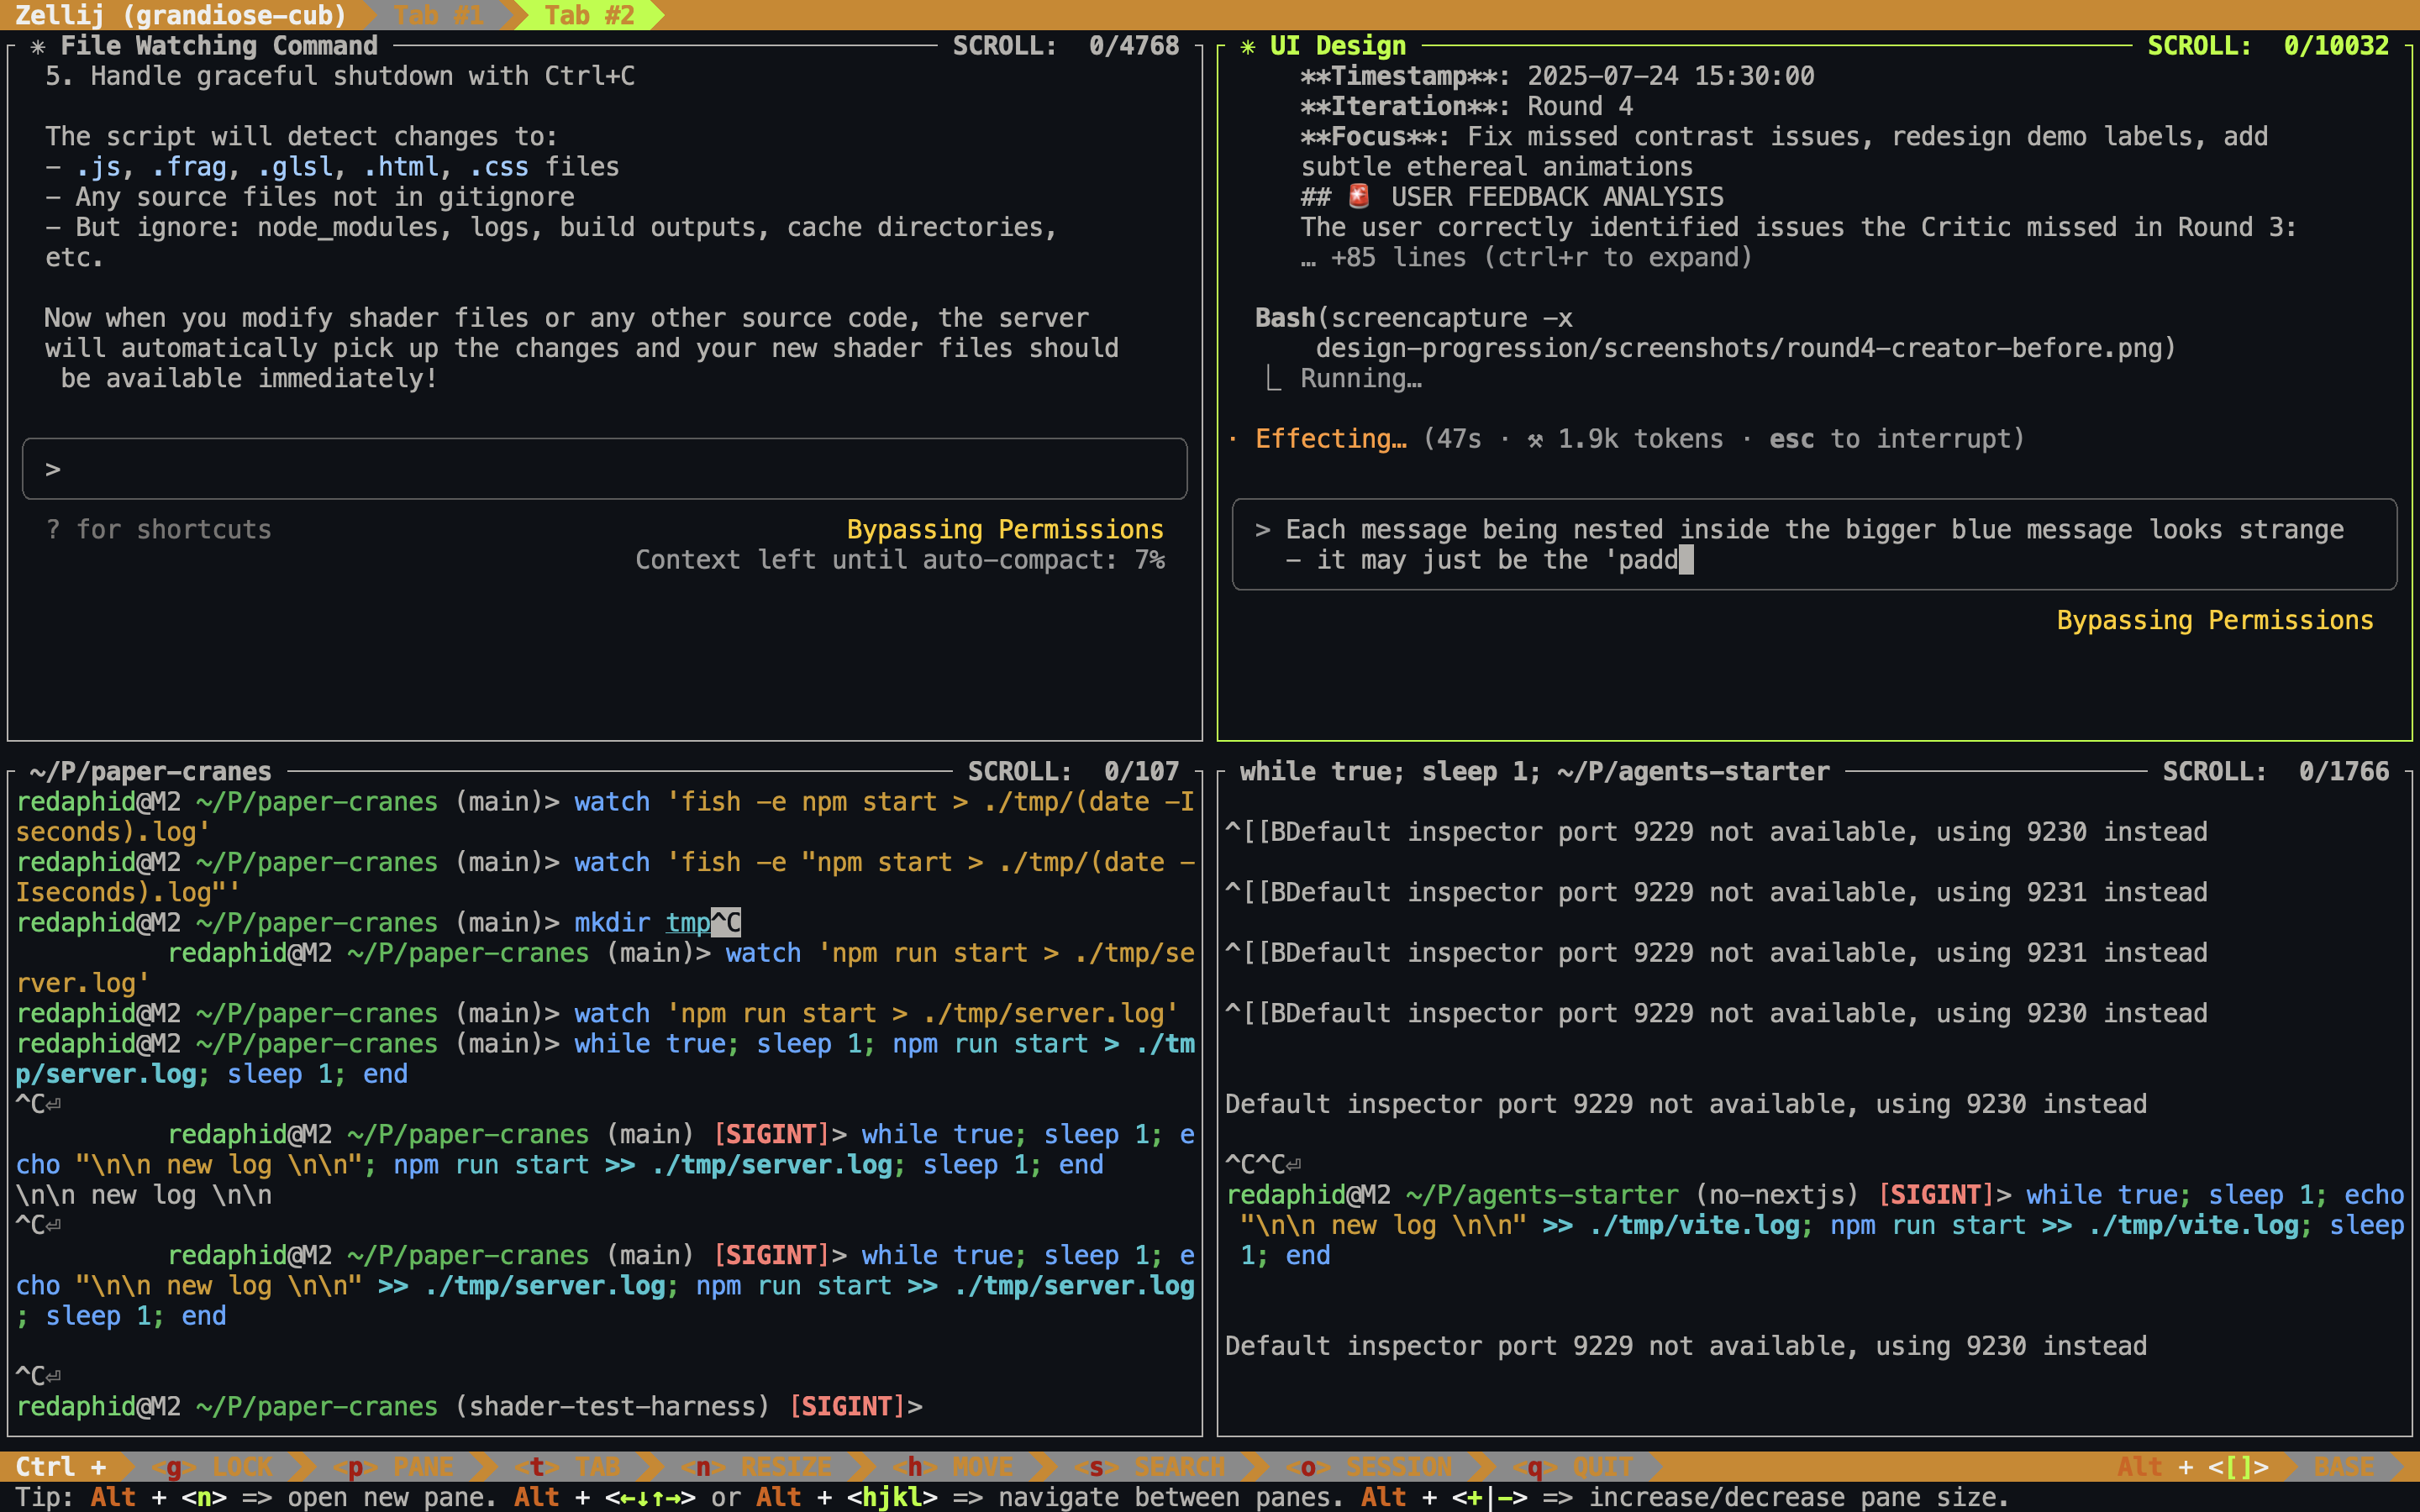 Zellij (grandiose-cub) Tab #1 Tab #2
✳ File Watching Command SCROLL: 0/4768
5. Handle graceful shutdown with Ctrl+C
The script will detect changes to:
- .js, .frag, .glsl, .html, .css files
- Any source files not in gitignore
- But ignore: node_modules, logs, build outputs, cache directories,
etc.
Now when you modify shader files or any other source code, the server
will automatically pick up the changes and your new shader files should
be available immediately!
>
? for shortcuts Bypassing Permissions
Context left until auto-compact: 7%
✳ UI Design SCROLL: 0/10032
**Timestamp**: 2025-07-24 15:30:00
**Iteration**: Round 4
**Focus**: Fix missed contrast issues, redesign demo labels, add
subtle ethereal animations
## 🚨 USER FEEDBACK ANALYSIS
The user correctly identified issues the Critic missed in Round 3:
… +85 lines (ctrl+r to expand)
Bash(screencapture -x
design-progression/screenshots/round4-creator-before.png)
⎿ Running…
· Effecting… (47s · ⚒ 1.9k tokens · esc to interrupt)
> Each message being nested inside the bigger blue message looks strange
- it may just be the 'padd
Bypassing Permissions
~/P/paper-cranes SCROLL: 0/107
redaphid@M2 ~/P/paper-cranes (main)> watch 'fish -e npm start > ./tmp/(date -I
seconds).log'
redaphid@M2 ~/P/paper-cranes (main)> watch 'fish -e "npm start > ./tmp/(date -
Iseconds).log"'
redaphid@M2 ~/P/paper-cranes (main)> mkdir tmp^C
redaphid@M2 ~/P/paper-cranes (main)> watch 'npm run start > ./tmp/se
rver.log'
redaphid@M2 ~/P/paper-cranes (main)> watch 'npm run start > ./tmp/server.log'
redaphid@M2 ~/P/paper-cranes (main)> while true; sleep 1; npm run start > ./tm
p/server.log; sleep 1; end
^C⏎
redaphid@M2 ~/P/paper-cranes (main) [SIGINT]> while true; sleep 1; e
cho "\n\n new log \n\n"; npm run start >> ./tmp/server.log; sleep 1; end
\n\n new log \n\n
^C⏎
redaphid@M2 ~/P/paper-cranes (main) [SIGINT]> while true; sleep 1; e
cho "\n\n new log \n\n" >> ./tmp/server.log; npm run start >> ./tmp/server.log
; sleep 1; end
^C⏎
redaphid@M2 ~/P/paper-cranes (shader-test-harness) [SIGINT]>
while true; sleep 1; ~/P/agents-starter SCROLL: 0/1766
^[[BDefault inspector port 9229 not available, using 9230 instead
^[[BDefault inspector port 9229 not available, using 9231 instead
^[[BDefault inspector port 9229 not available, using 9231 instead
^[[BDefault inspector port 9229 not available, using 9230 instead
Default inspector port 9229 not available, using 9230 instead
^C^C⏎
redaphid@M2 ~/P/agents-starter (no-nextjs) [SIGINT]> while true; sleep 1; echo
"\n\n new log \n\n" >> ./tmp/vite.log; npm run start >> ./tmp/vite.log; sleep
1; end
Default inspector port 9229 not available, using 9230 instead
Ctrl + <g> LOCK <p> PANE <t> TAB <n> RESIZE <h> MOVE <s> SEARCH <o> SESSION <q> QUIT Alt + <[]> BASE
Tip: Alt + <n> => open new pane. Alt + <←↓↑→> or Alt + <hjkl> => navigate between panes. Alt + <+|-> => increase/decrease pane size.